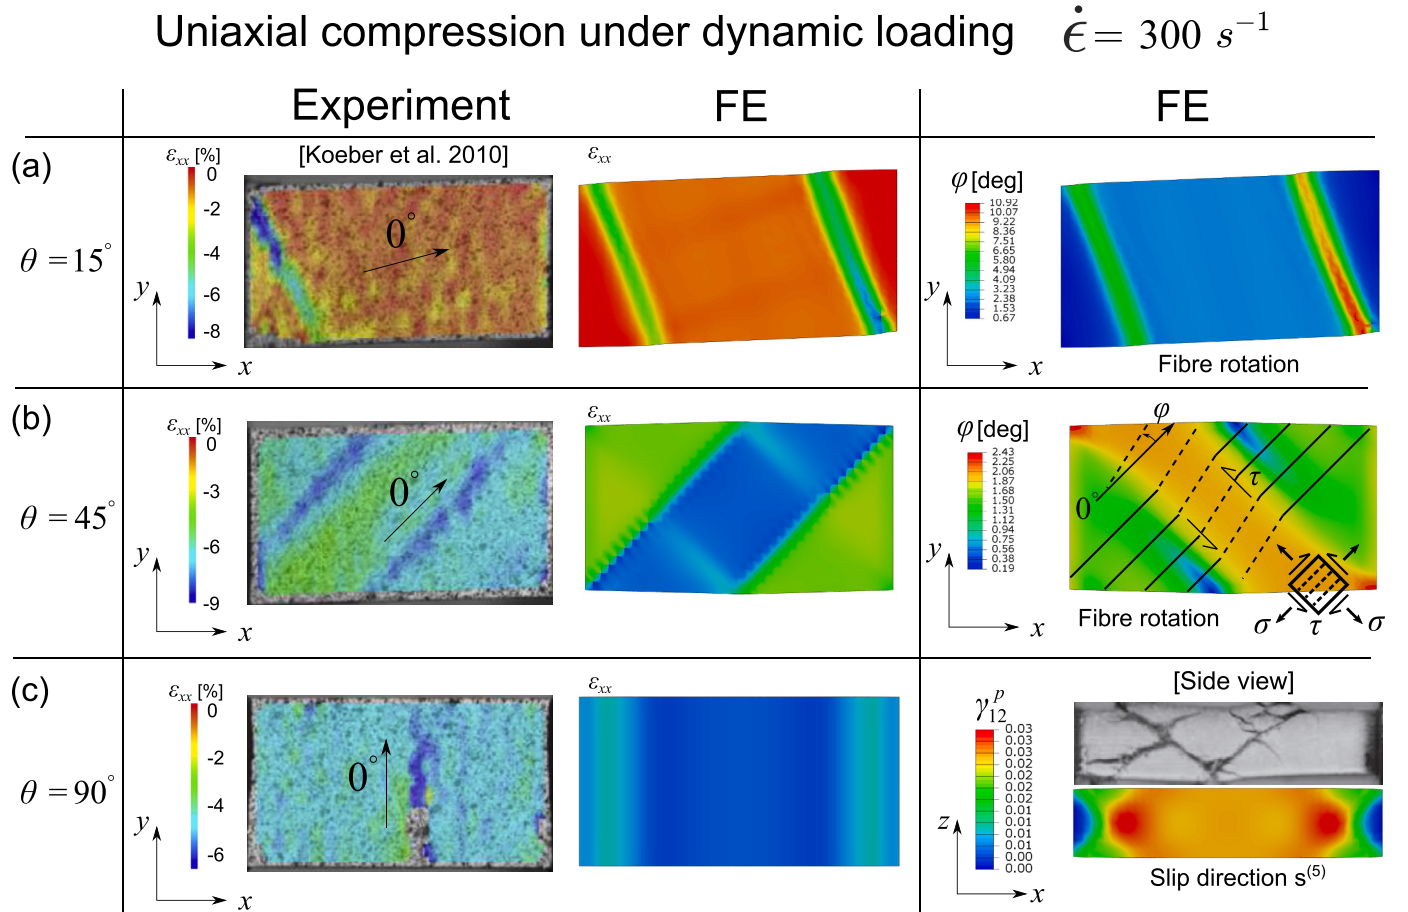 Uniaxial compression under dynamic loading ε̇ = 300 s⁻¹
Experiment FE FE
(a)
εxx [%]
[Koeber et al. 2010]
εxx
θ = 15°
0
-2
-4
-6
-8
0°
y
x
φ [deg]
10.92
10.07
9.22
8.36
7.51
6.65
5.80
4.94
4.09
3.23
2.38
1.53
0.67
y
x
Fibre rotation
(b)
εxx [%]
εxx
θ = 45°
0
-3
-6
-9
0°
y
x
φ [deg]
2.43
2.25
2.06
1.87
1.68
1.50
1.31
1.12
0.94
0.75
0.56
0.38
0.19
φ
0°
τ
y
x
Fibre rotation
σ τ σ
(c)
εxx [%]
εxx
θ = 90°
0
-2
-4
-6
0°
y
x
[Side view]
γ₁₂ᵖ
0.03
0.03
0.03
0.02
0.02
0.02
0.02
0.01
0.01
0.01
0.01
0.00
0.00
z
x
Slip direction s⁽⁵⁾